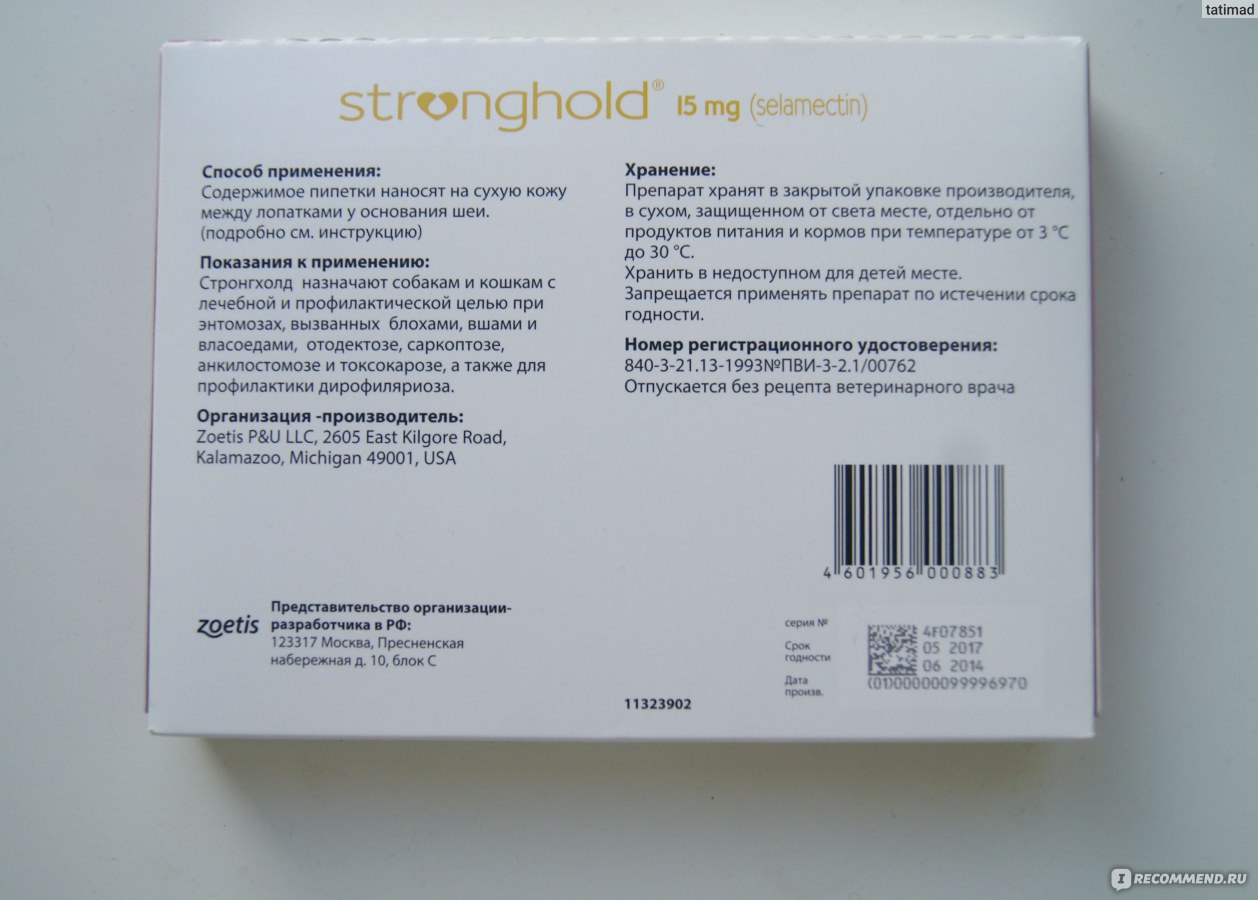 tatimad
stronghold® 15 mg (selamectin)
Способ применения:
Содержимое пипетки наносят на сухую кожу
между лопатками у основания шеи.
(подробно см. инструкцию)
Показания к применению:
Стронгхолд назначают собакам и кошкам с
лечебной и профилактической целью при
энтомозах, вызванных блохами, вшами и
власоедами, отодектозе, саркоптозе,
анкилостомозе и токсокарозе, а также для
профилактики дирофиляриоза.
Организация -производитель:
Zoetis P&U LLC, 2605 East Kilgore Road,
Kalamazoo, Michigan 49001, USA
Хранение:
Препарат хранят в закрытой упаковке производителя,
в сухом, защищенном от света месте, отдельно от
продуктов питания и кормов при температуре от 3 °C
до 30 °C.
Хранить в недоступном для детей месте.
Запрещается применять препарат по истечении срока
годности.
Номер регистрационного удостоверения:
840-3-21.13-1993№ПВИ-3-2.1/00762
Отпускается без рецепта ветеринарного врача
4 601956 000883
zoetis
Представительство организации-
разработчика в РФ:
123317 Москва, Пресненская
набережная д. 10, блок С
11323902
серия №
Срок
годности
Дата
произв.
4F07851
05 2017
06 2014
(01)00000099996970
IRECOMMEND.RU